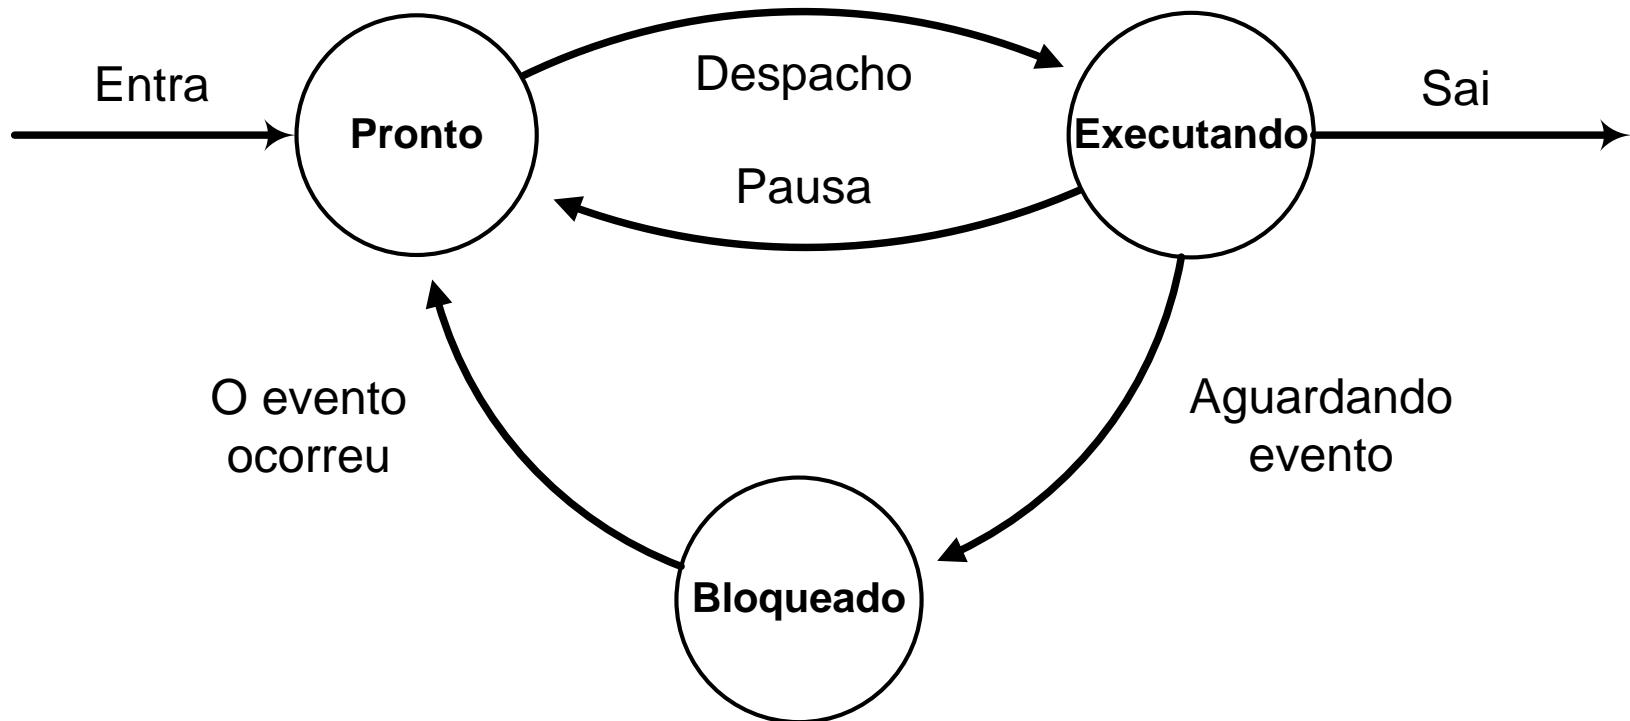 Entra
Despacho
Sai
Pronto
Executando
Pausa
O evento
ocorreu
Aguardando
evento
Bloqueado